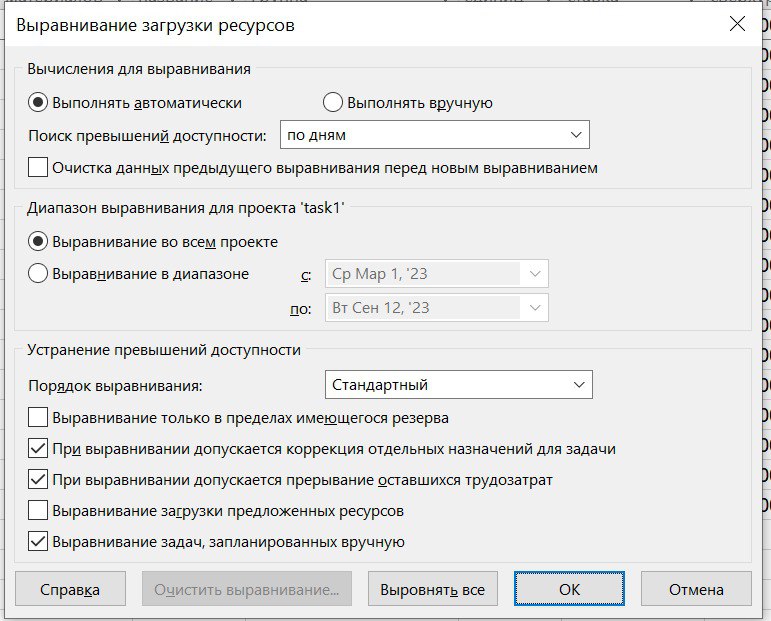 Выравнивание загрузки ресурсов
Вычисления для выравнивания
Выполнять автоматически
Выполнять вручную
Поиск превышений доступности:
по дням
Очистка данных предыдущего выравнивания перед новым выравниванием
Диапазон выравнивания для проекта 'task1'
Выравнивание во всем проекте
Выравнивание в диапазоне
с:
Ср Мар 1, '23
по:
Вт Сен 12, '23
Устранение превышений доступности
Порядок выравнивания:
Стандартный
Выравнивание только в пределах имеющегося резерва
При выравнивании допускается коррекция отдельных назначений для задачи
При выравнивании допускается прерывание оставшихся трудозатрат
Выравнивание загрузки предложенных ресурсов
Выравнивание задач, запланированных вручную
Справка
Очистить выравнивание...
Выровнять все
ОК
Отмена